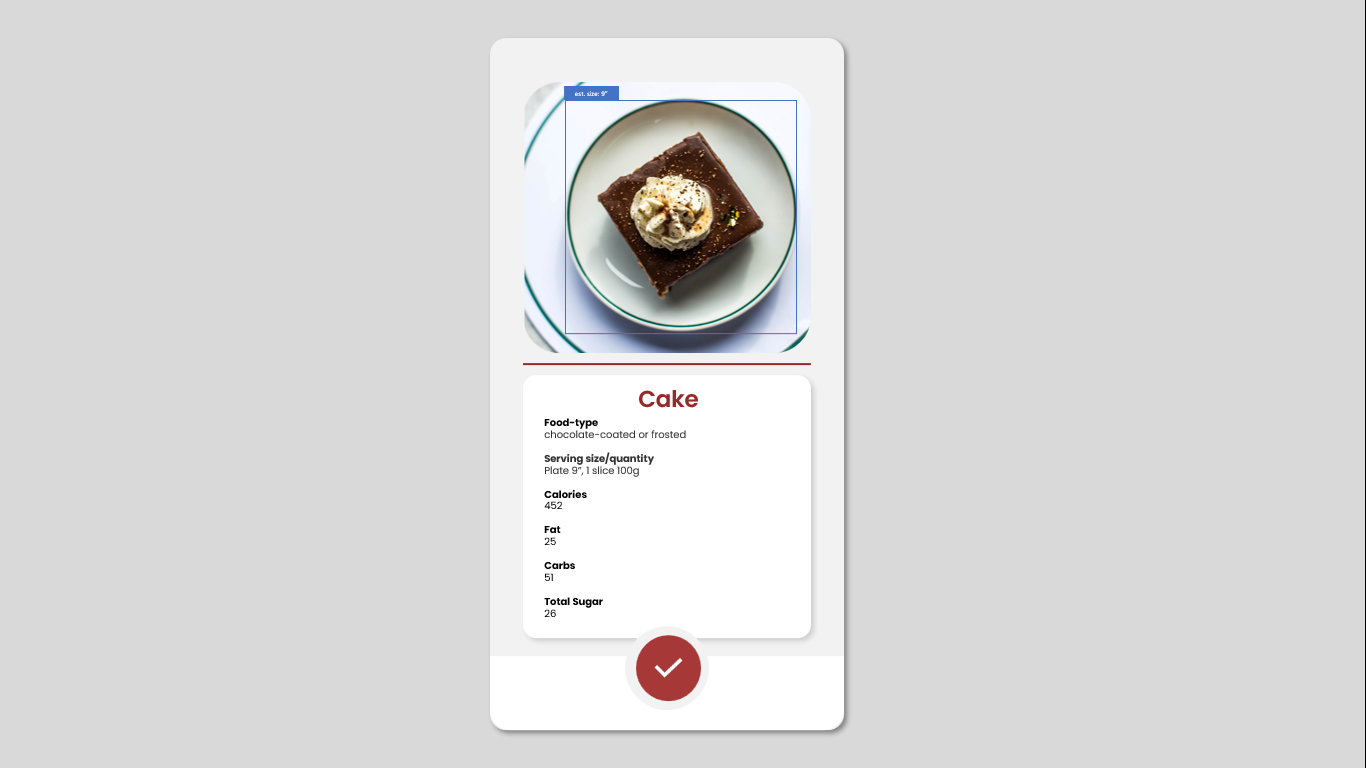 est. size: 9"
Cake
Food-type
chocolate-coated or frosted
Serving size/quantity
Plate 9", 1 slice 100g
Calories
452
Fat
25
Carbs
51
Total Sugar
26